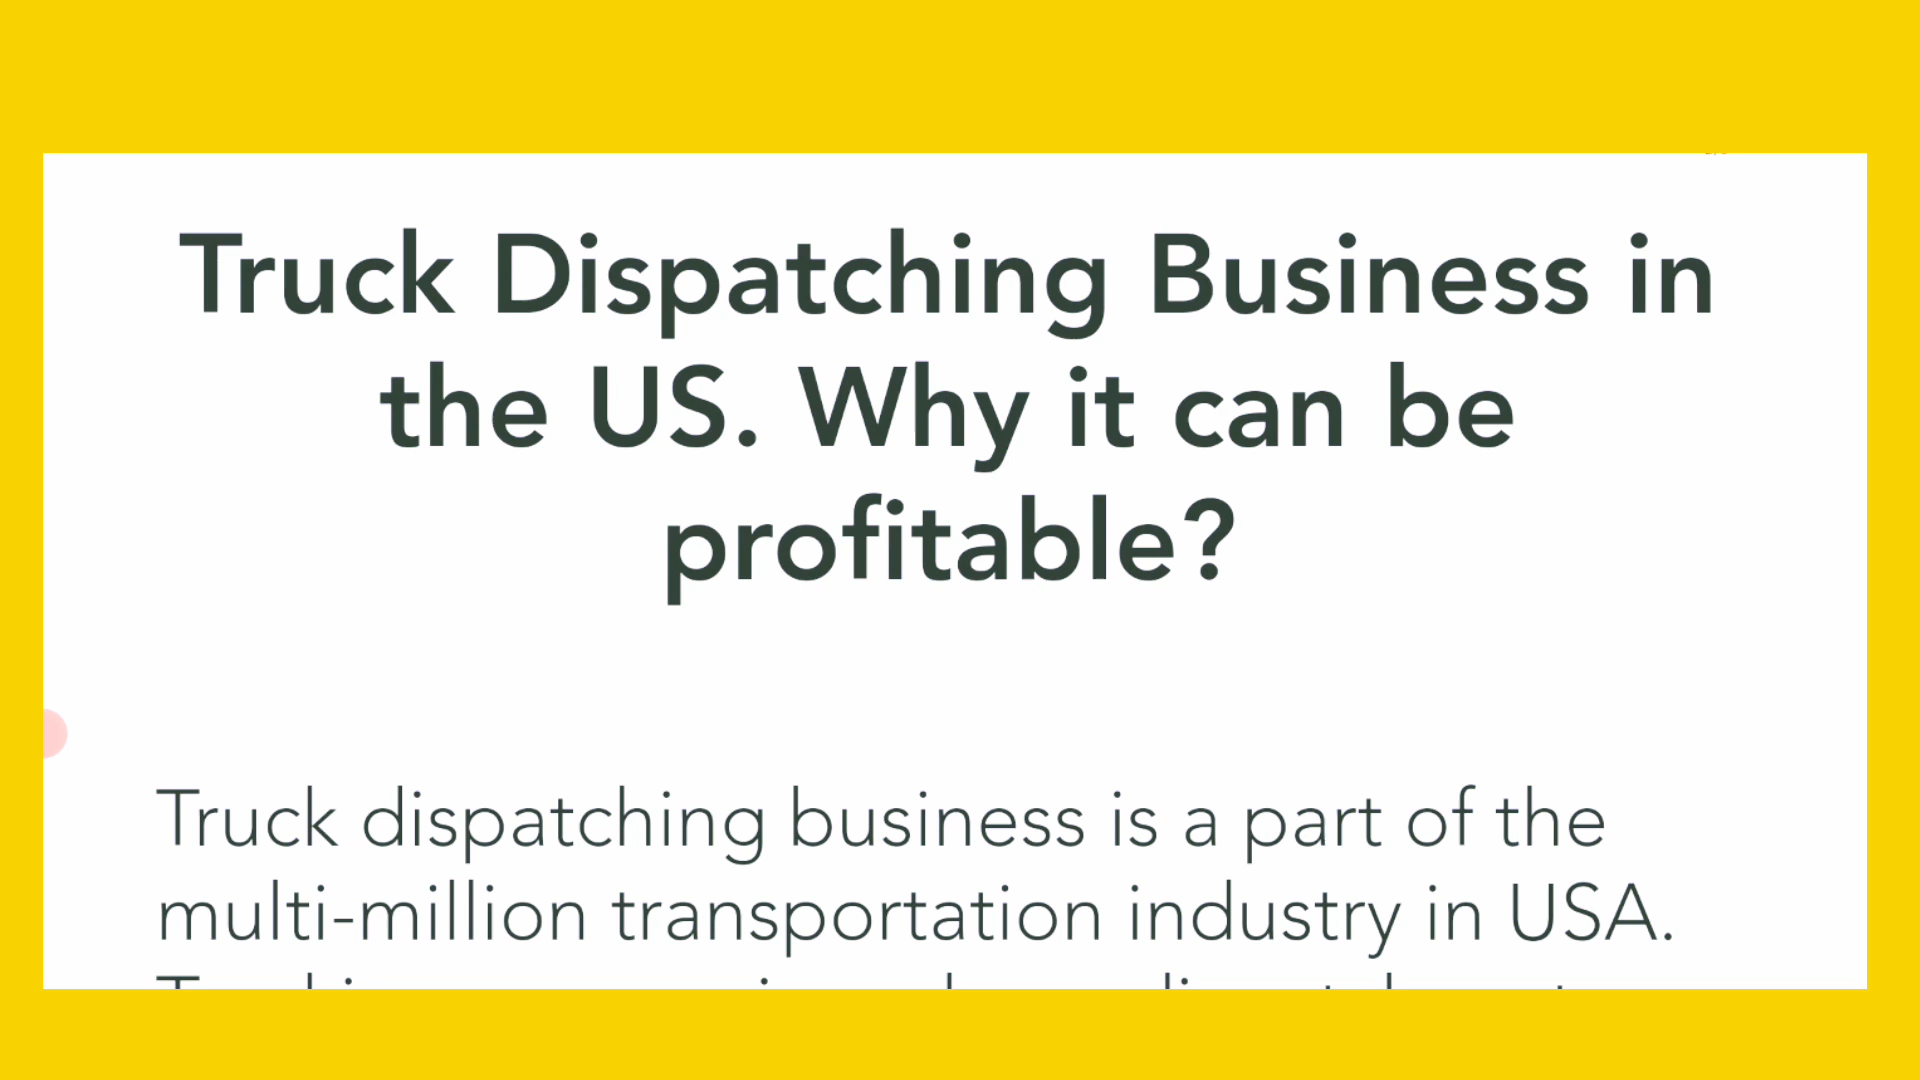 Truck Dispatching Business in
the US. Why it can be
profitable?
Truck dispatching business is a part of the
multi-million transportation industry in USA.